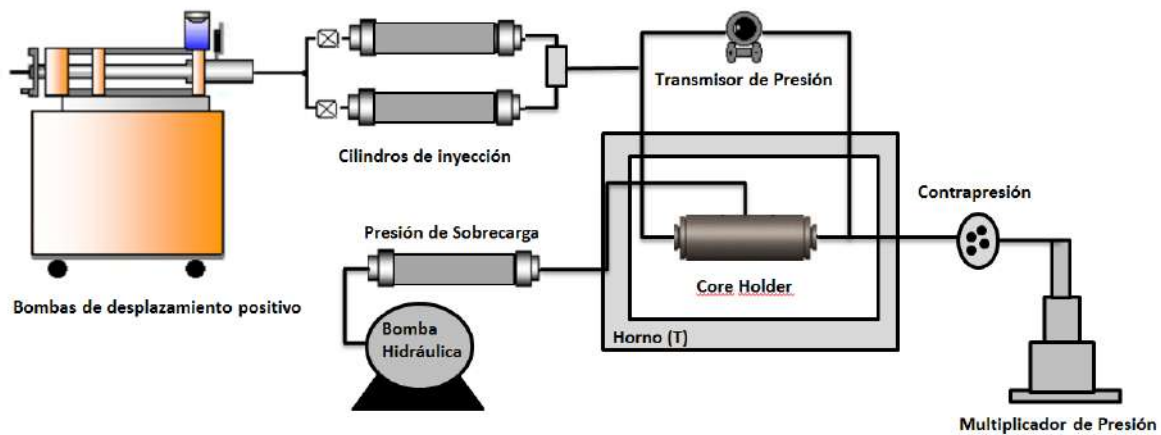 Transmisor de Presión
Cilindros de inyección
Contrapresión
Presión de Sobrecarga
Core Holder
Bombas de desplazamiento positivo
Bomba
Hidráulica
Horno (T)
Multiplicador de Presión